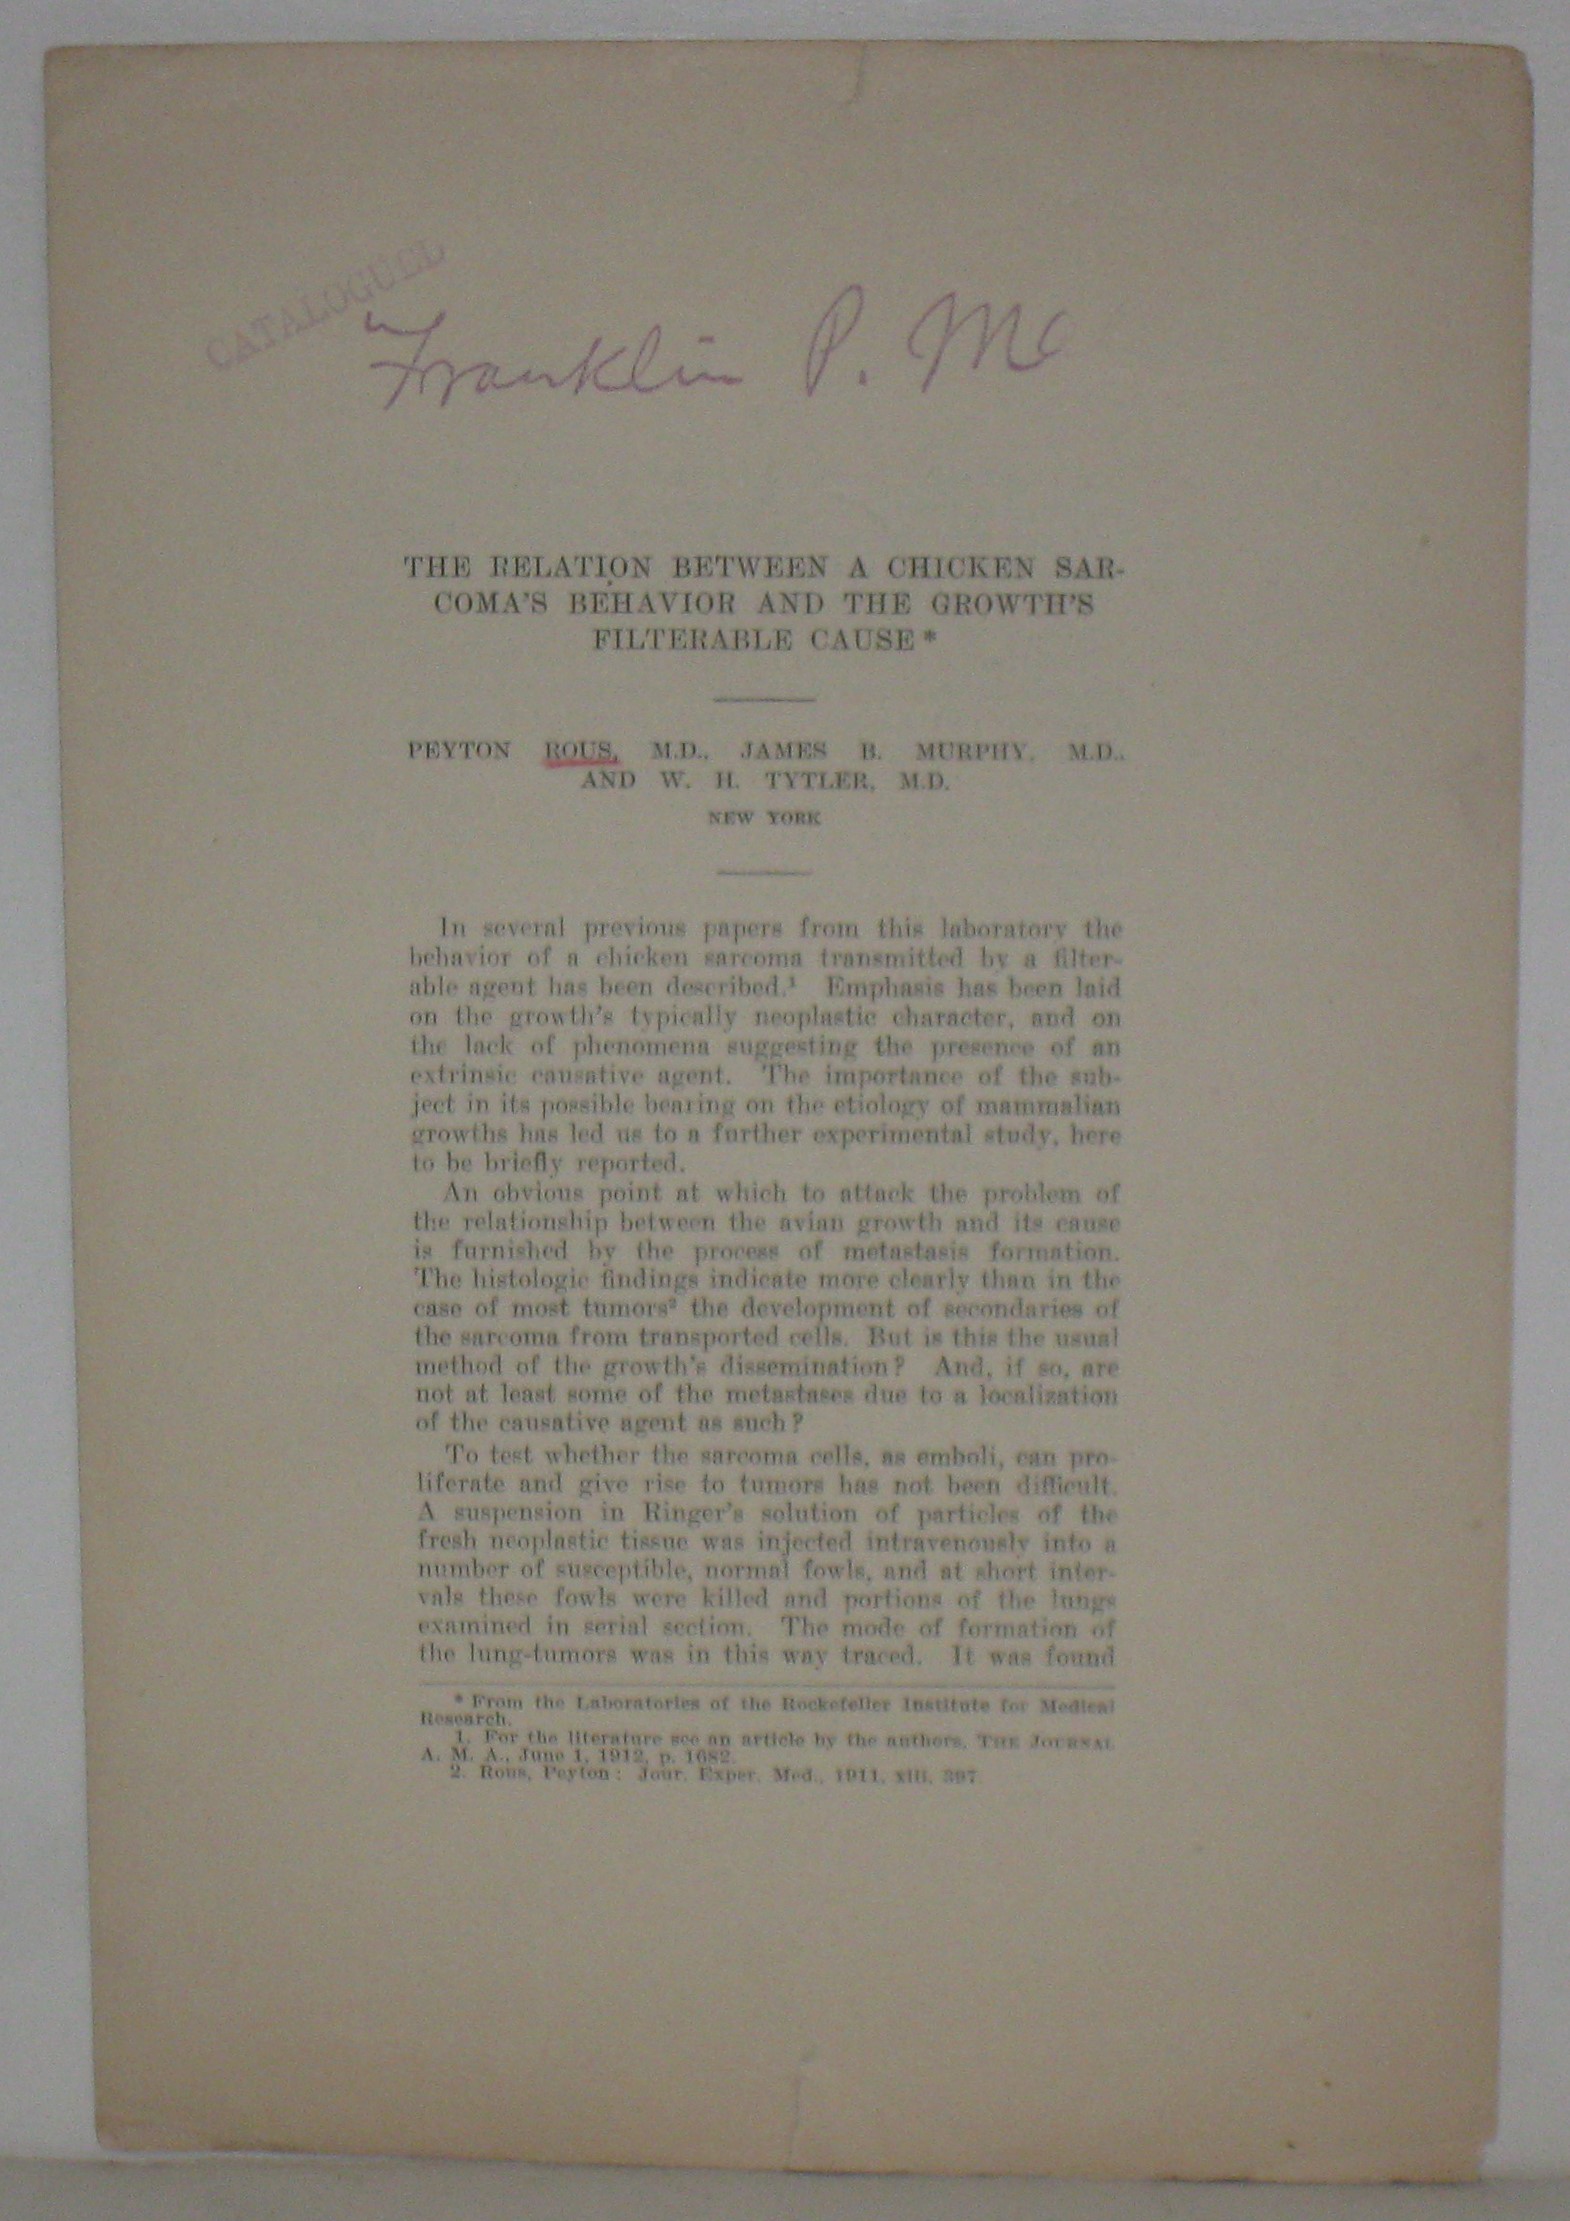 CATALOGUED
Franklin P. Mc
THE RELATION BETWEEN A CHICKEN SAR-
COMA'S BEHAVIOR AND THE GROWTH'S
FILTERABLE CAUSE *
PEYTON ROUS, M.D., JAMES B. MURPHY, M.D.,
AND W. H. TYTLER, M.D.
NEW YORK
In several previous papers from this laboratory the
behavior of a chicken sarcoma transmitted by a filter-
able agent has been described.¹ Emphasis has been laid
on the growth's typically neoplastic character, and on
the lack of phenomena suggesting the presence of an
extrinsic causative agent. The importance of the sub-
ject in its possible bearing on the etiology of mammalian
growths has led us to a further experimental study, here
to be briefly reported.
An obvious point at which to attack the problem of
the relationship between the avian growth and its cause
is furnished by the process of metastasis formation.
The histologic findings indicate more clearly than in the
case of most tumors² the development of secondaries of
the sarcoma from transported cells. But is this the usual
method of the growth's dissemination? And, if so, are
not at least some of the metastases due to a localization
of the causative agent as such?
To test whether the sarcoma cells, as emboli, can pro-
liferate and give rise to tumors has not been difficult.
A suspension in Ringer's solution of particles of the
fresh neoplastic tissue was injected intravenously into a
number of susceptible, normal fowls, and at short inter-
vals these fowls were killed and portions of the lungs
examined in serial section. The mode of formation of
the lung-tumors was in this way traced. It was found
* From the Laboratories of the Rockefeller Institute for Medical
Research.
1. For the literature see an article by the authors, THE JOURNAL
A. M. A., June 1, 1912, p. 1682.
2. Rous, Peyton: Jour. Exper. Med., 1911, xiii, 397.